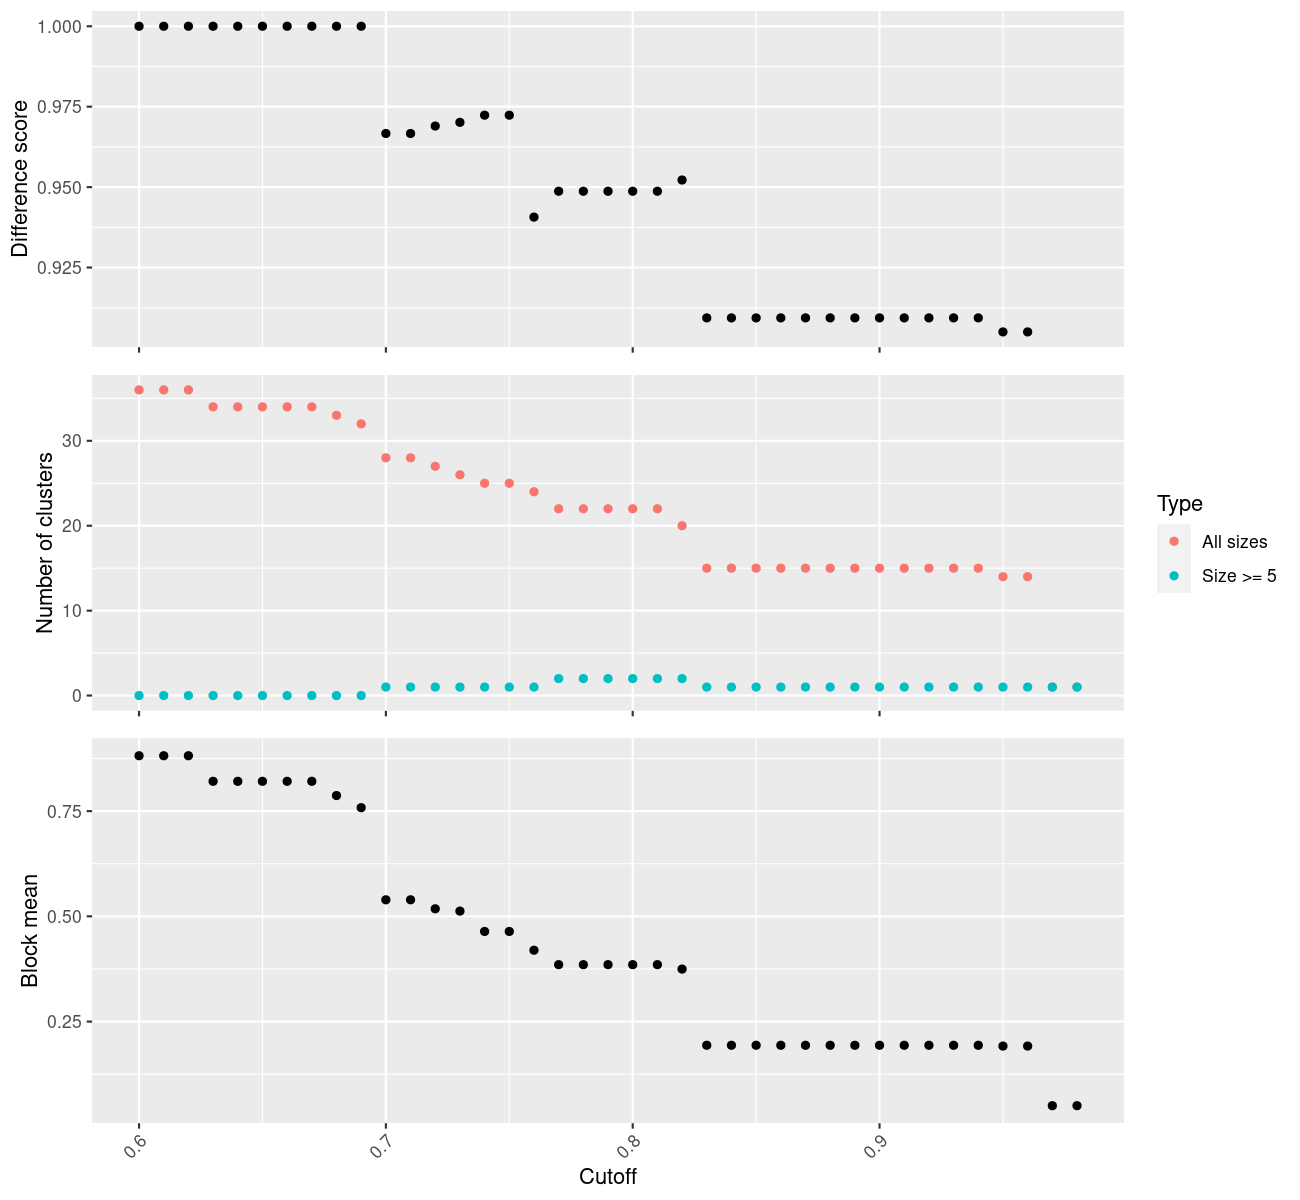 1.000
0.975
0.950
0.925
Difference score
30
20
10
0
Number of clusters
Type
All sizes
Size >= 5
0.75
0.50
0.25
Block mean
0.6
0.7
0.8
0.9
Cutoff